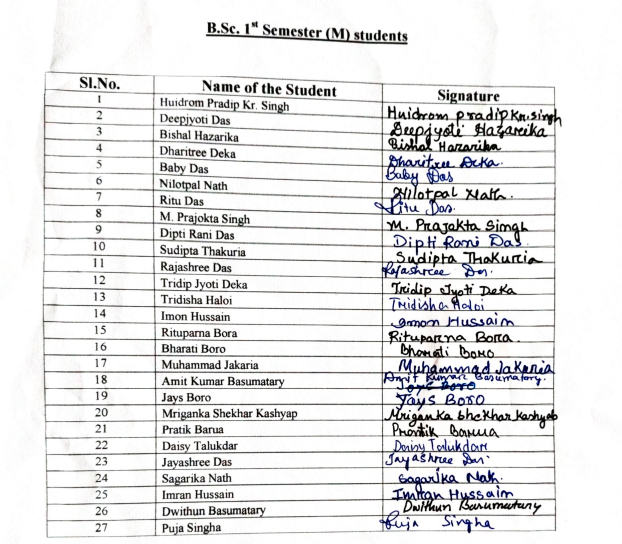 B.Sc. 1st Semester (M) students
Sl.No. Name of the Student Signature
1 Huidrom Pradip Kr. Singh Huidrom Pradip Kr. Singh
2 Deepjyoti Das Deepjyoti Hazareika
3 Bishal Hazarika Bishal Hazarika
4 Dharitree Deka Dharitree Deka.
5 Baby Das Baby Das
6 Nilotpal Nath Nilotpal Nath.
7 Ritu Das Ritu Das.
8 M. Prajokta Singh M. Prajokta Singh
9 Dipti Rani Das Dipti Rani Das.
10 Sudipta Thakuria Sudipta Thakuria
11 Rajashree Das Rajashree Das.
12 Tridip Jyoti Deka Tridip Jyoti Deka
13 Tridisha Haloi Tridisha Haloi
14 Imon Hussain Imon Hussain
15 Rituparna Bora Rituparna Bora.
16 Bharati Boro Bharati Boro
17 Muhammad Jakaria Muhammad Jakaria
18 Amit Kumar Basumatary Amit Kumar Basumatary.
19 Jays Boro Jays Boro
20 Mriganka Shekhar Kashyap Mriganka Shekhar Kashyap
21 Pratik Barua Pratik Barua
22 Daisy Talukdar Daisy Talukdar
23 Jayashree Das Jayashree Das.
24 Sagarika Nath Sagarika Nath.
25 Imran Hussain Imran Hussain
26 Dwithun Basumatary Dwithun Basumatary
27 Puja Singha Puja Singha